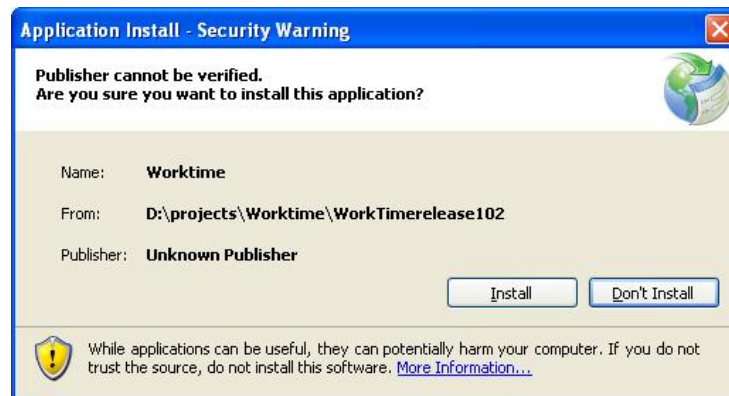 Application Install - Security Warning
Publisher cannot be verified.
Are you sure you want to install this application?
Name: Worktime
From: D:\projects\Worktime\WorkTimerelease102
Publisher: Unknown Publisher
Install Don't Install
While applications can be useful, they can potentially harm your computer. If you do not
trust the source, do not install this software. More Information...